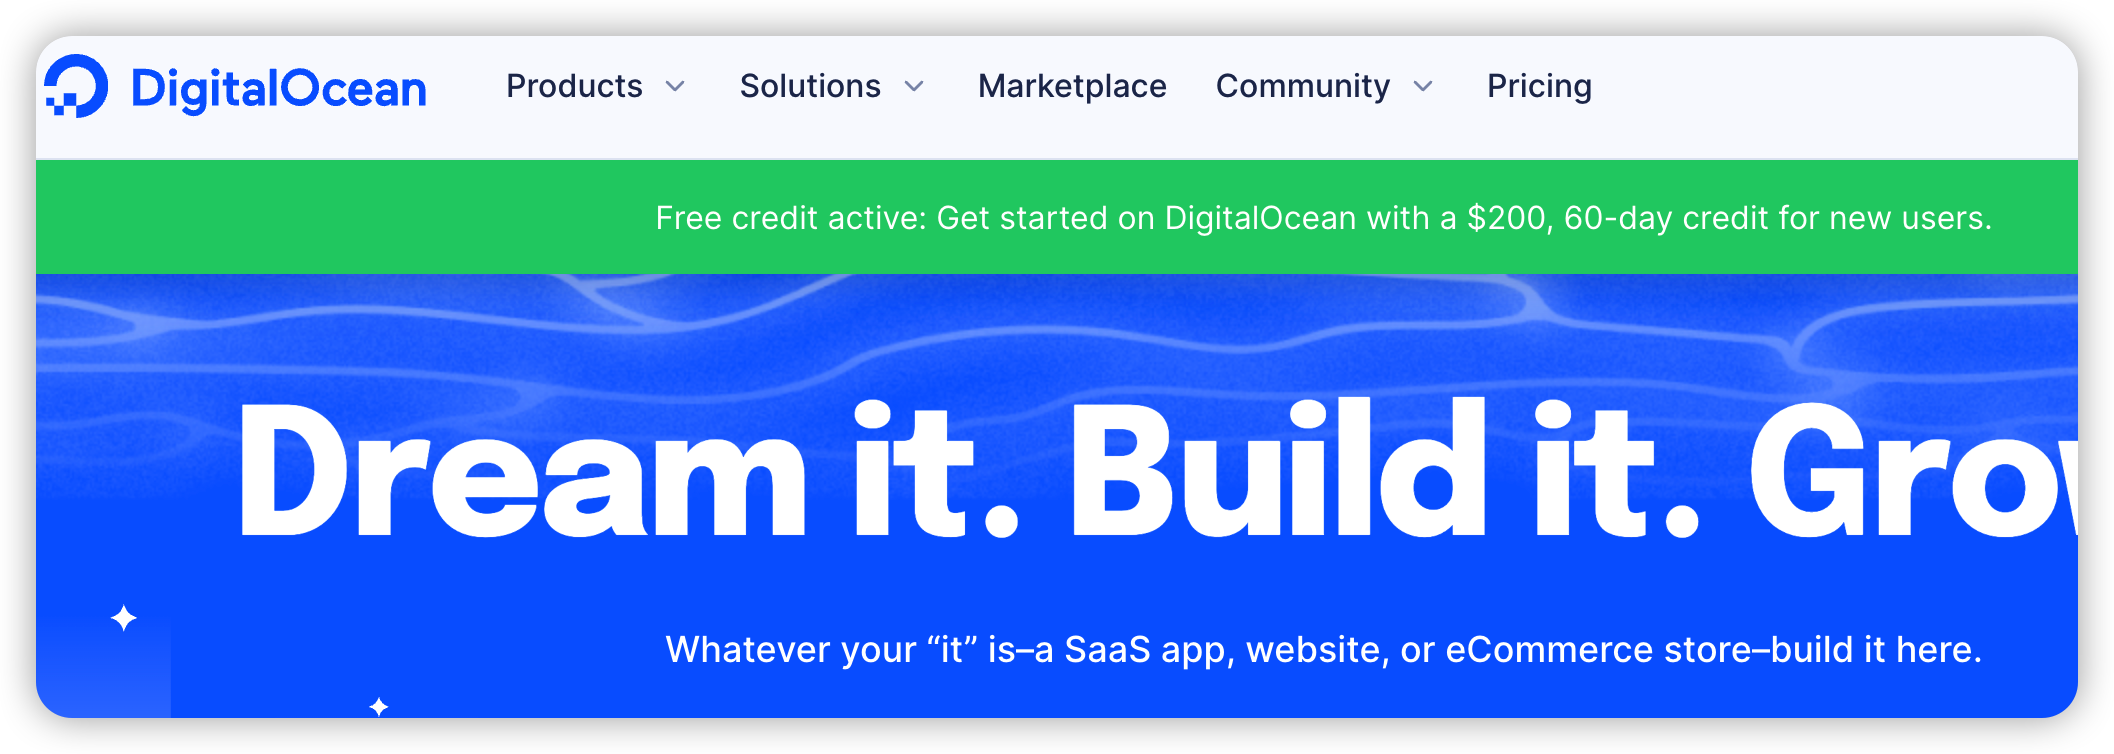 DigitalOcean Products Solutions Marketplace Community Pricing
Free credit active: Get started on DigitalOcean with a $200, 60-day credit for new users.
Dream it. Build it. Grov
Whatever your “it” is–a SaaS app, website, or eCommerce store–build it here.